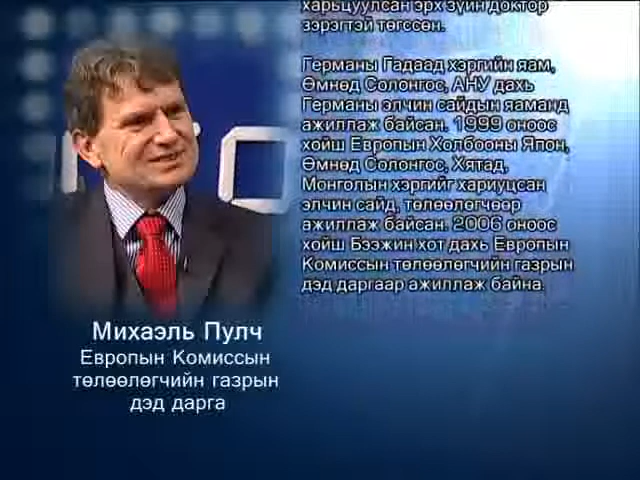 харьцуулсан эрх зүйн доктор
зэрэгтэй төгссөн.
Германы Гадаад хэргийн яам,
Өмнөд Солонгос, АНУ дахь
Германы элчин сайдын яаманд
ажиллаж байсан. 1999 оноос
хойш Европын Холбооны Япон,
Өмнөд Солонгос, Хятад,
Монголын хэргийг хариуцсан
элчин сайд, төлөөлөгчөөр
ажиллаж байсан. 2006 оноос
хойш Бээжин хот дахь Европын
Комиссын төлөөлөгчийн газрын
дэд даргаар ажиллаж байна.
Михаэль Пулч
Европын Комиссын
төлөөлөгчийн газрын
дэд дарга